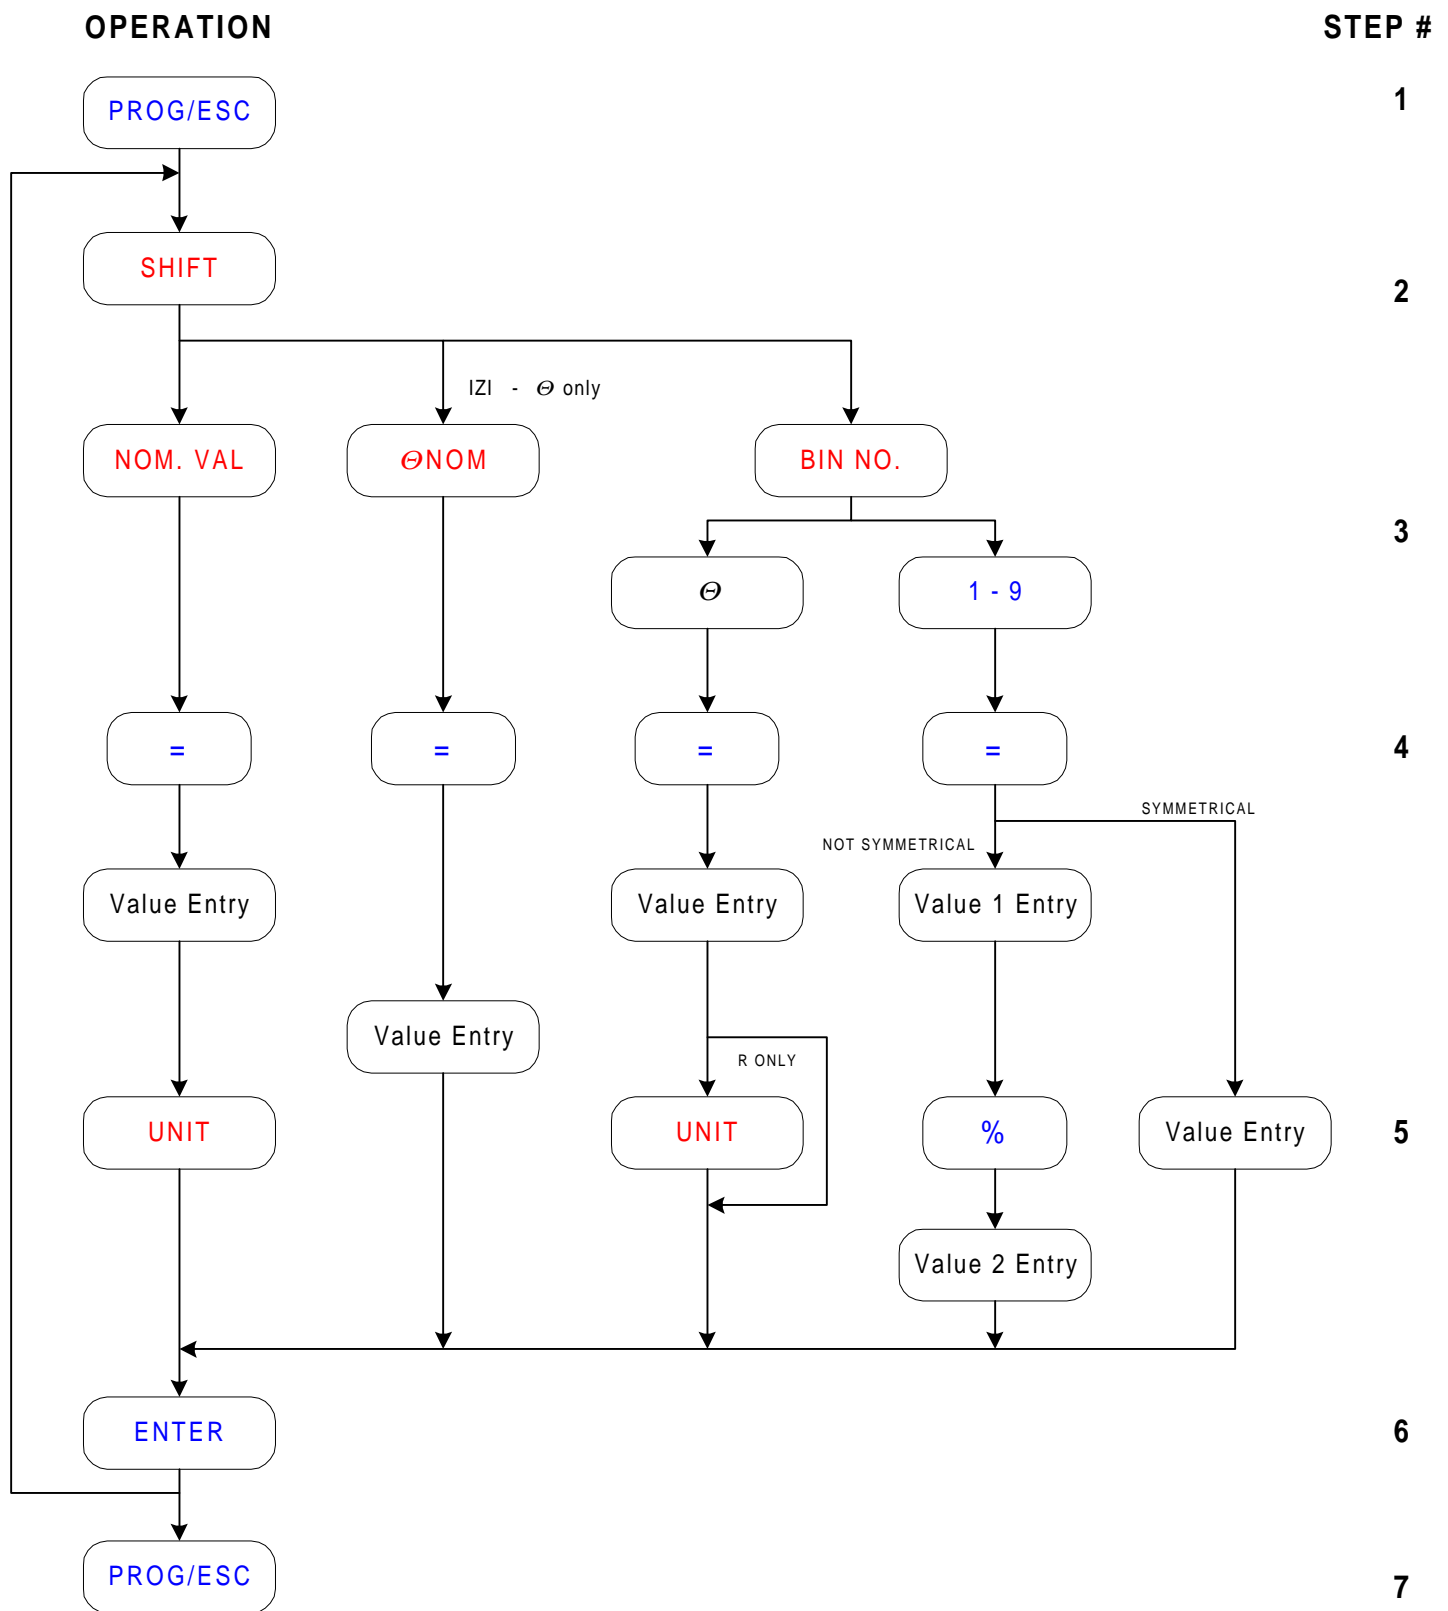 OPERATION STEP #
PROG/ESC 1
SHIFT
2
IZI - Θ only
NOM. VAL ΘNOM BIN NO.
3
Θ 1 - 9
= = = = 4
SYMMETRICAL
NOT SYMMETRICAL
Value Entry Value Entry Value 1 Entry
Value Entry
R ONLY
UNIT UNIT % Value Entry 5
Value 2 Entry
ENTER 6
PROG/ESC 7